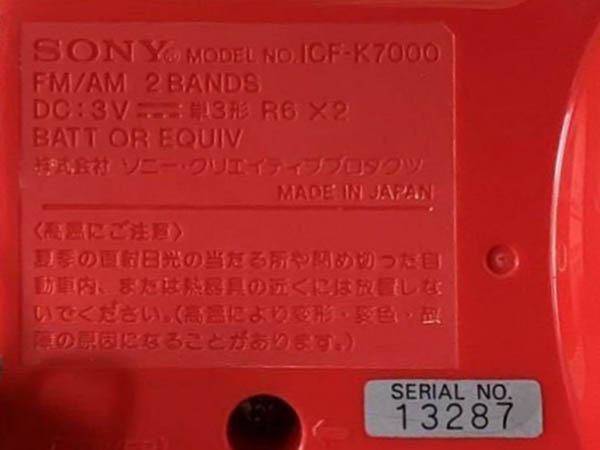 SONY® MODEL NO. ICF-K7000
FM/AM 2 BANDS
DC : 3V ⎓ 単3形 R6 ×2
BATT OR EQUIV
株式会社 ソニー・クリエイティブプロダクツ
MADE IN JAPAN
〈高温にご注意〉
夏季の直射日光の当たる所や閉め切った自
動車内、または熱器具の近くには放置しな
いでください。(高温により変形・変色・故
障の原因になることがあります。)
SERIAL NO.
13287